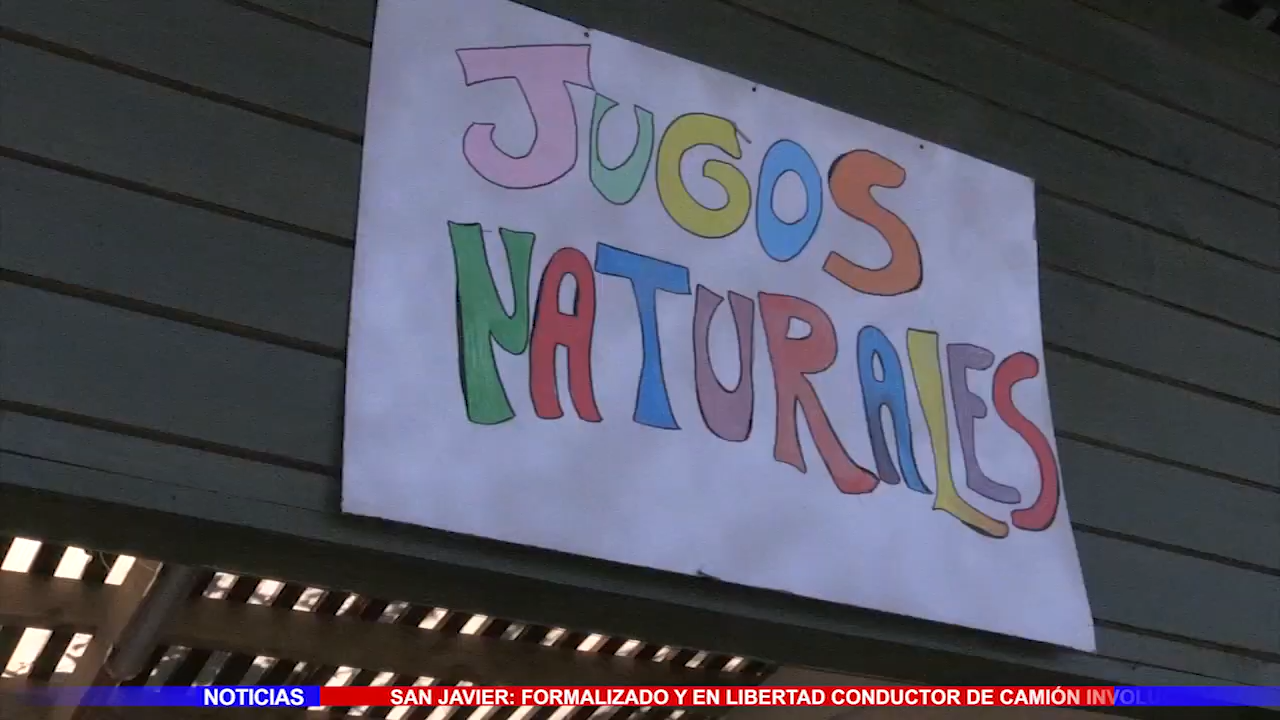 JUGOS
NATURALES
NOTICIAS SAN JAVIER: FORMALIZADO Y EN LIBERTAD CONDUCTOR DE CAMIÓN